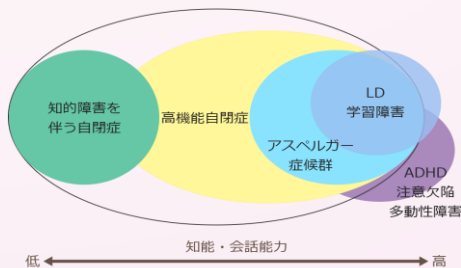 知的障害を
伴う自閉症
高機能自閉症
アスペルガー
症候群
LD
学習障害
ADHD
注意欠陥
多動性障害
知能・会話能力
低
高